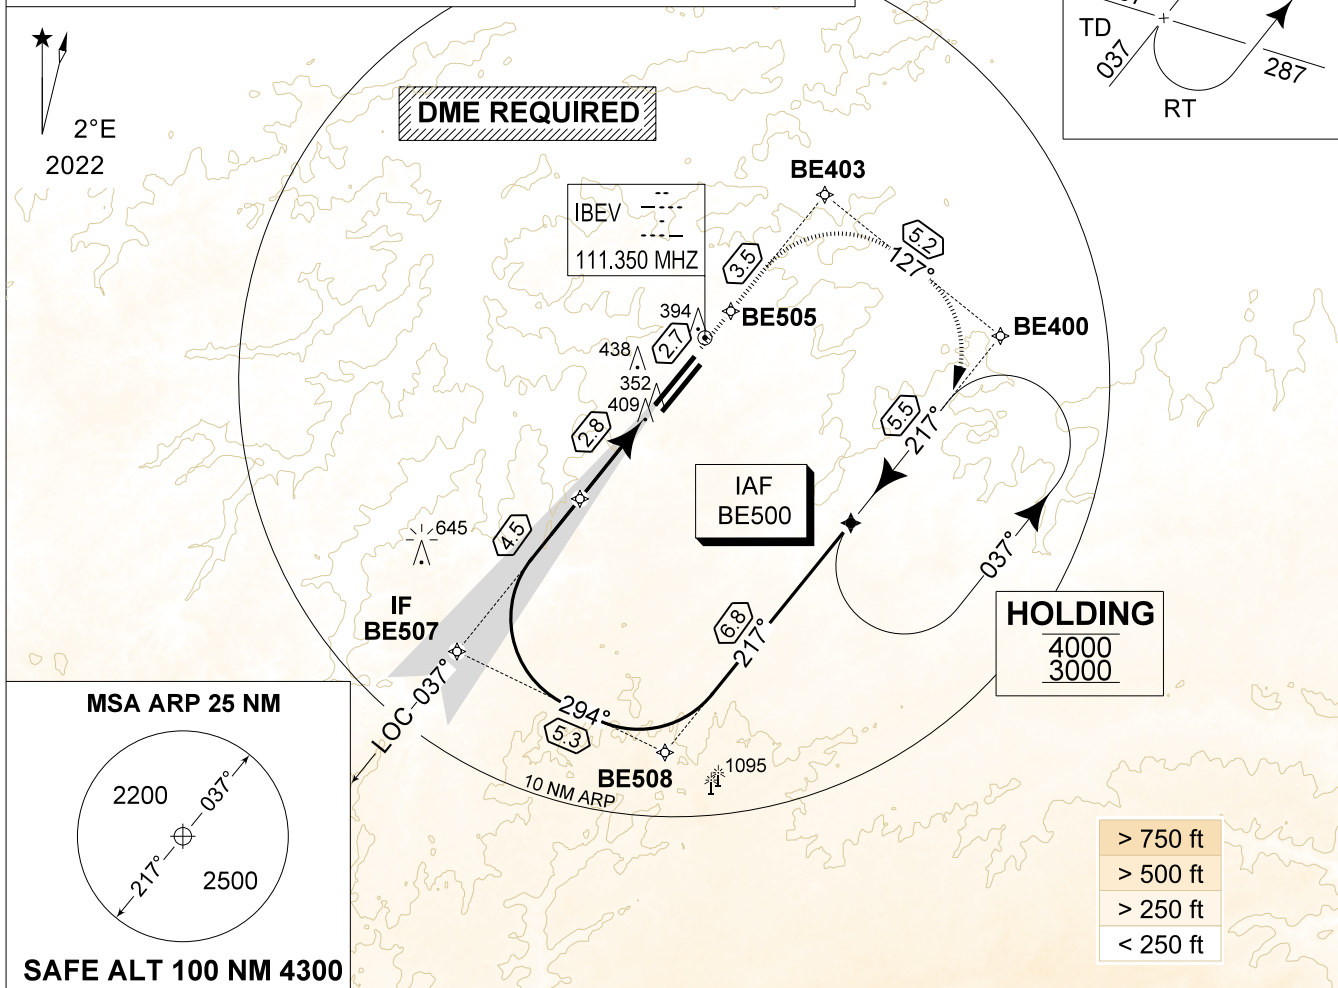 2°E
2022
DME REQUIRED
TD
037
287
RT
BE403
IBEV
111.350 MHZ
3.5
5.2
127°
BE505
BE400
394
2.7
438
352
409
2.8
5.5
217°
IAF
BE500
4.5
645
IF
BE507
037°
HOLDING
4000
3000
6.8
217°
LOC 037°
294°
5.3
BE508
1095
10 NM ARP
MSA ARP 25 NM
2200
037°
217°
2500
SAFE ALT 100 NM 4300
> 750 ft
> 500 ft
> 250 ft
< 250 ft